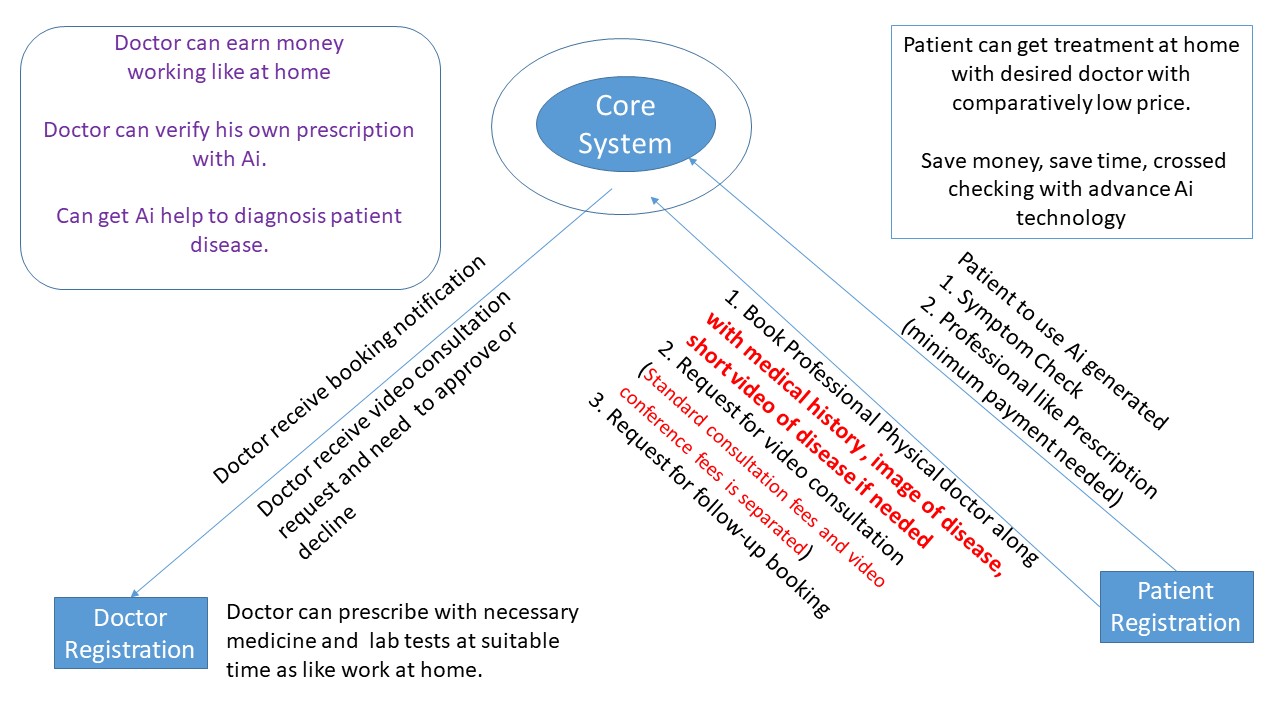 Doctor can earn money
working like at home
Doctor can verify his own prescription
with Ai.
Can get Ai help to diagnosis patient
disease.
Core
System
Patient can get treatment at home
with desired doctor with
comparatively low price.
Save money, save time, crossed
checking with advance Ai
technology
Doctor receive booking notification
Doctor receive video consultation
request and need to approve or
decline
1. Book Professional Physical doctor along
with medical history, image of disease,
short video of disease if needed
2. Request for video consultation
(Standard consultation fees and video
conference fees is separated)
3. Request for follow-up booking
Patient to use Ai generated
1. Symptom Check
2. Professional like Prescription
(minimum payment needed)
Doctor
Registration
Doctor can prescribe with necessary
medicine and lab tests at suitable
time as like work at home.
Patient
Registration